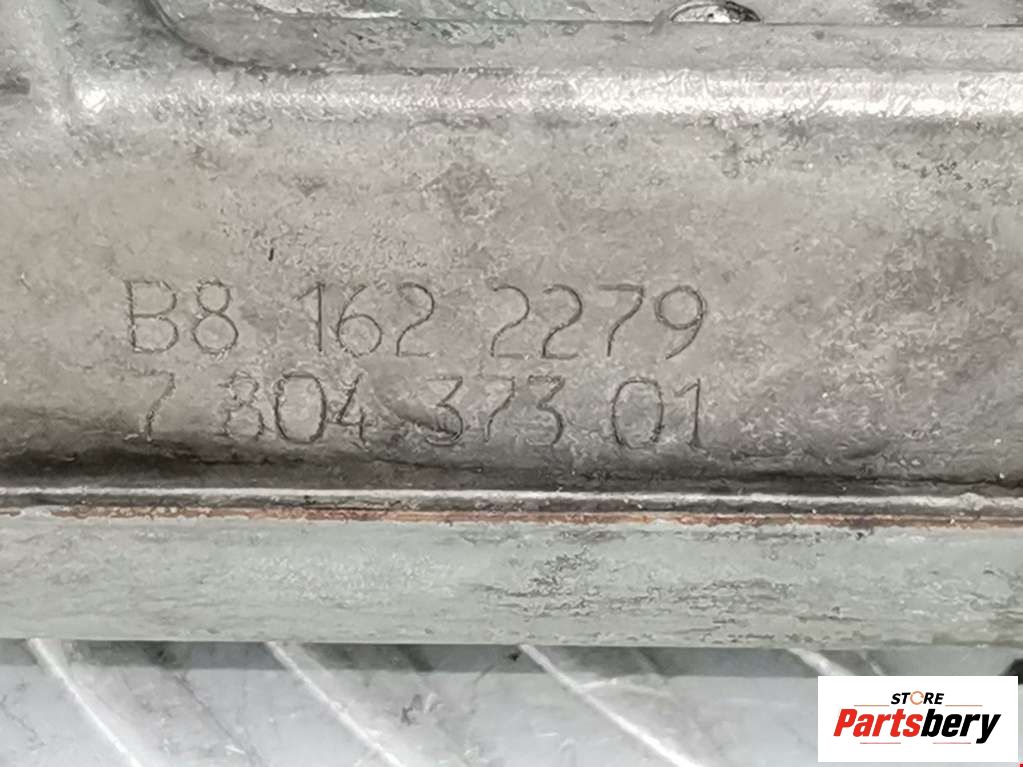 B8 162 2279
7 804 373 01
STORE
Partsbery